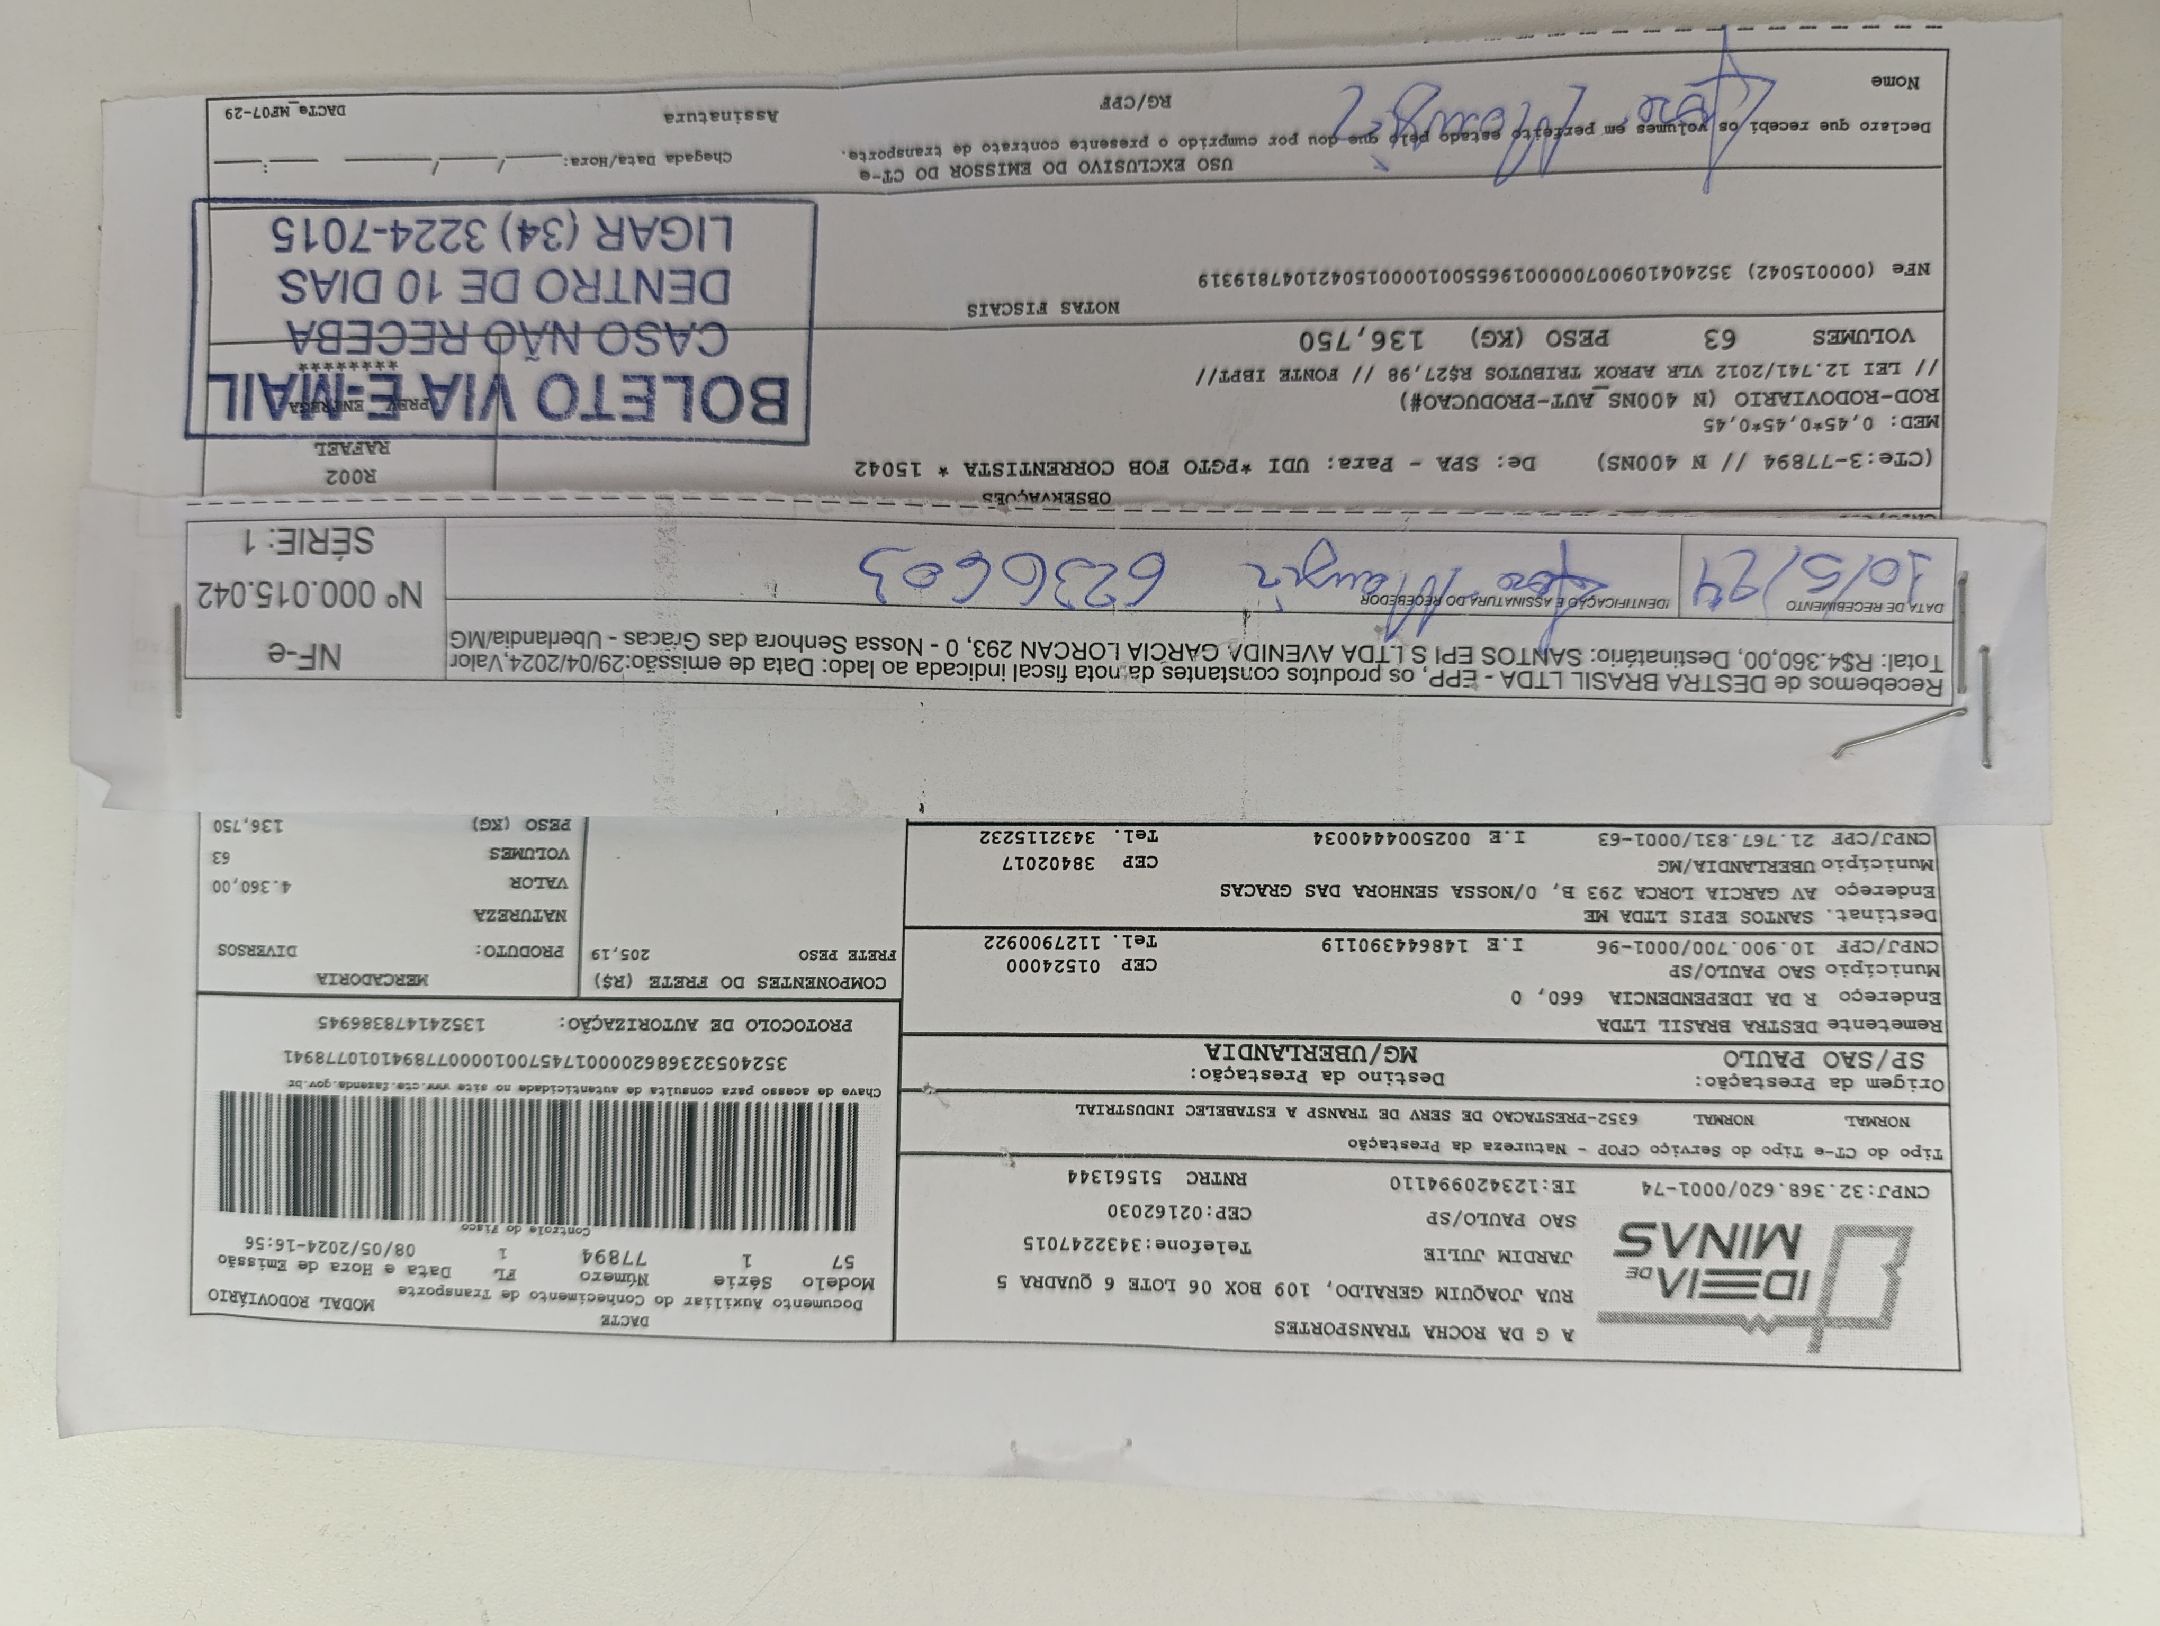 IDEIA DE
MINAS
A G DA ROCHA TRANSPORTES
RUA JOAQUIM GERALDO, 109 BOX 06 LOTE 6 QUADRA 5
JARDIM JULIE Telefone:3432247015
SAO PAULO/SP CEP:02162030
CNPJ:32.368.620/0001-74 IE:123420994110 RNTRC 51561344
Tipo do CT-e Tipo do Serviço CFOP - Natureza da Prestação
NORMAL NORMAL 6352-PRESTACAO DE SERV DE TRANSP A ESTABELEC INDUSTRIAL
Origem da Prestação: Destino da Prestação:
SP/SAO PAULO MG/UBERLANDIA
DACTE
Documento Auxiliar do Conhecimento de Transporte MODAL RODOVIÁRIO
Modelo Série Número FL Data e Hora de Emissão
57 1 77894 1 08/05/2024-16:56
Controle do Fisco
Chave de acesso para consulta de autenticidade no site www.cte.fazenda.gov.br
35240532368620000174570010000778941010778941
PROTOCOLO DE AUTORIZAÇÃO: 135241478386945
Remetente DESTRA BRASIL LTDA
Endereço R DA IDEPENDENCIA 660, 0
Município SAO PAULO/SP CEP 01524000
CNPJ/CPF 10.900.700/0001-96 I.E 148644390119 Tel. 1127900922
Destinat. SANTOS EPIS LTDA ME
Endereço AV GARCIA LORCA 293 B, 0/NOSSA SENHORA DAS GRACAS
Município UBERLANDIA/MG CEP 38402017
CNPJ/CPF 21.767.831/0001-63 I.E 0025004440034 Tel. 3432115232
COMPONENTES DO FRETE (R$)
FRETE PESO 205,19
MERCADORIA
PRODUTO: DIVERSOS
NATUREZA
VALOR 4.360,00
VOLUMES 63
PESO (KG) 136,750
Recebemos de DESTRA BRASIL LTDA - EPP, os produtos constantes da nota fiscal indicada ao lado: Data de emissão:29/04/2024,Valor
Total: R$4.360,00, Destinatário: SANTOS EPI S LTDA AVENIDA GARCIA LORCAN 293, 0 - Nossa Senhora das Gracas - Uberlandia/MG
DATA DE RECEBIMENTO IDENTIFICAÇÃO E ASSINATURA DO RECEBEDOR
10/5/24 6236603
NF-e
Nº 000.015.042
SÉRIE: 1
OBSERVAÇÕES
(CTe:3-77894 // N 400NS) De: SPA - Para: UDI *PGTO FOB CORRENTISTA * 15042
MED: 0,45*0,45*0,45
ROD-RODOVIARIO (N 400NS_AUT-PRODUCAO#)
// LEI 12.741/2012 VLR APROX TRIBUTOS R$27,98 // FONTE IBPT//
VOLUMES 63 PESO (KG) 136,750
R002
RAFAEL
PREV ENTREGA
*********
BOLETO VIA E-MAIL
CASO NÃO RECEBA
DENTRO DE 10 DIAS
LIGAR (34) 3224-7015
NOTAS FISCAIS
NFe (000015042) 35240410900700000196550010000150421047819319
USO EXCLUSIVO DO EMISSOR DO CT-e
Declaro que recebi os volumes em perfeito estado pelo que dou por cumprido o presente contrato de transporte. Chegada Data/Hora: ____/____/____ ____:____
Nome RG/CPF Assinatura DACTe_MF07-29